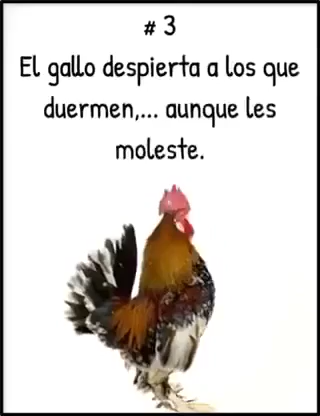 # 3
El gallo despierta a los que
duermen,... aunque les
moleste.